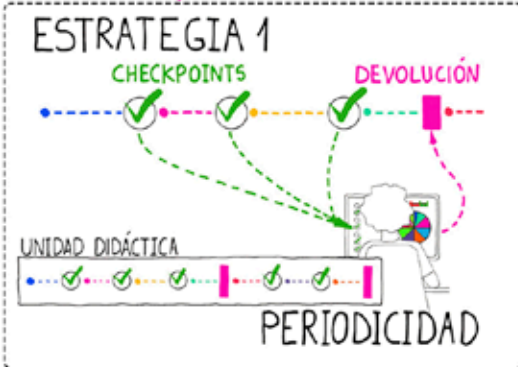 ESTRATEGIA 1
CHECKPOINTS
DEVOLUCIÓN
UNIDAD DIDÁCTICA
PERIODICIDAD